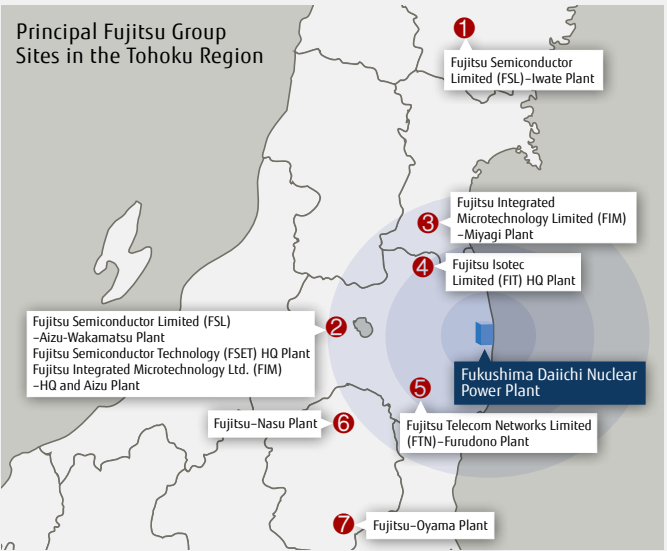 Principal Fujitsu Group
Sites in the Tohoku Region
1
Fujitsu Semiconductor
Limited (FSL)–Iwate Plant
3
Fujitsu Integrated
Microtechnology Limited (FIM)
–Miyagi Plant
4
Fujitsu Isotec
Limited (FIT) HQ Plant
2
Fujitsu Semiconductor Limited (FSL)
–Aizu-Wakamatsu Plant
Fujitsu Semiconductor Technology (FSET) HQ Plant
Fujitsu Integrated Microtechnology Ltd. (FIM)
–HQ and Aizu Plant
Fukushima Daiichi Nuclear
Power Plant
5
Fujitsu Telecom Networks Limited
(FTN)–Furudono Plant
6
Fujitsu–Nasu Plant
7
Fujitsu–Oyama Plant